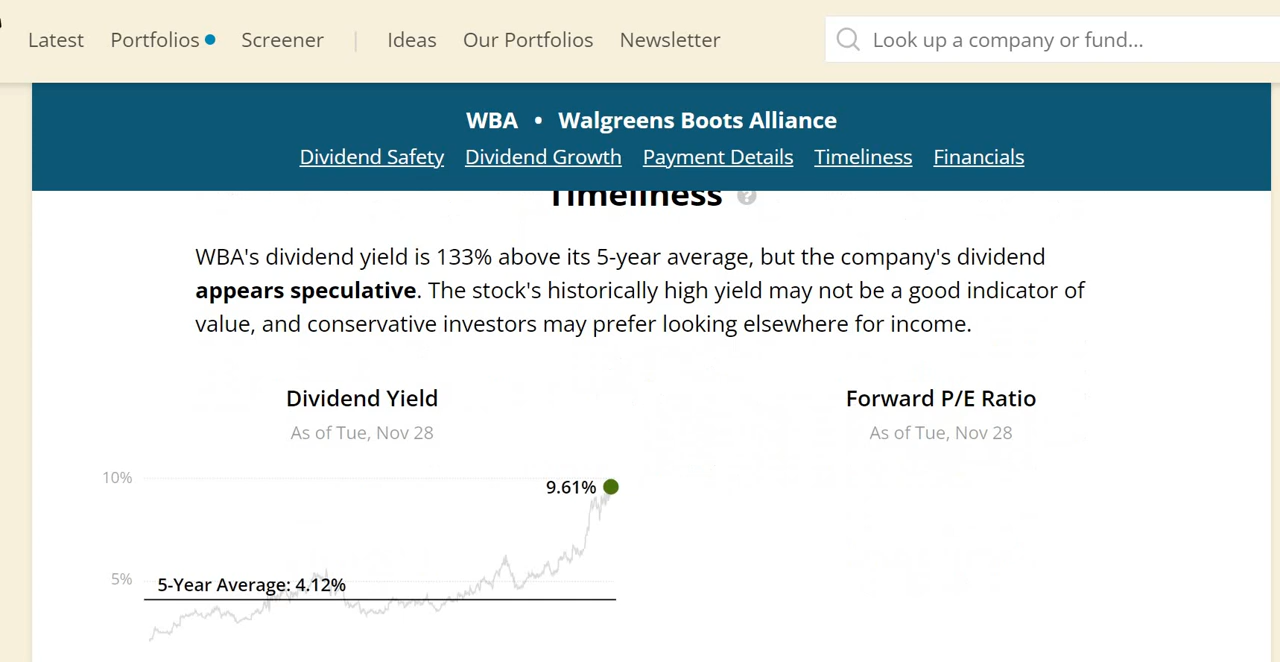 Latest Portfolios Screener | Ideas Our Portfolios Newsletter Look up a company or fund...
WBA • Walgreens Boots Alliance
Dividend Safety Dividend Growth Payment Details Timeliness Financials
Timeliness ?
WBA's dividend yield is 133% above its 5-year average, but the company's dividend
appears speculative. The stock's historically high yield may not be a good indicator of
value, and conservative investors may prefer looking elsewhere for income.
Dividend Yield
As of Tue, Nov 28
10%
9.61%
5%
5-Year Average: 4.12%
Forward P/E Ratio
As of Tue, Nov 28